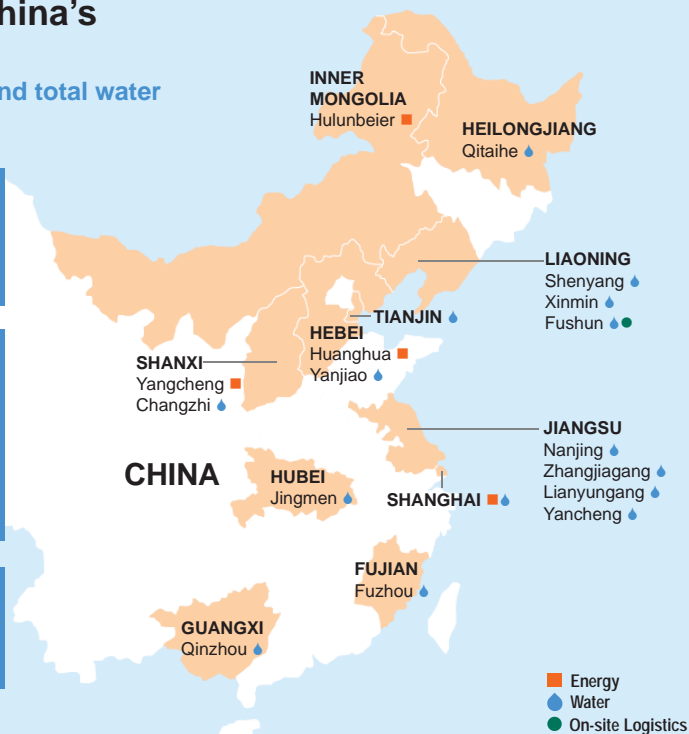 hina's
nd total water
INNER
MONGOLIA
Hulunbeier
HEILONGJIANG
Qitaihe
LIAONING
Shenyang
Xinmin
Fushun
TIANJIN
HEBEI
Huanghua
Yanjiao
SHANXI
Yangcheng
Changzhi
JIANGSU
Nanjing
Zhangjiagang
Lianyungang
Yancheng
CHINA
HUBEI
Jingmen
SHANGHAI
FUJIAN
Fuzhou
GUANGXI
Qinzhou
Energy
Water
On-site Logistics